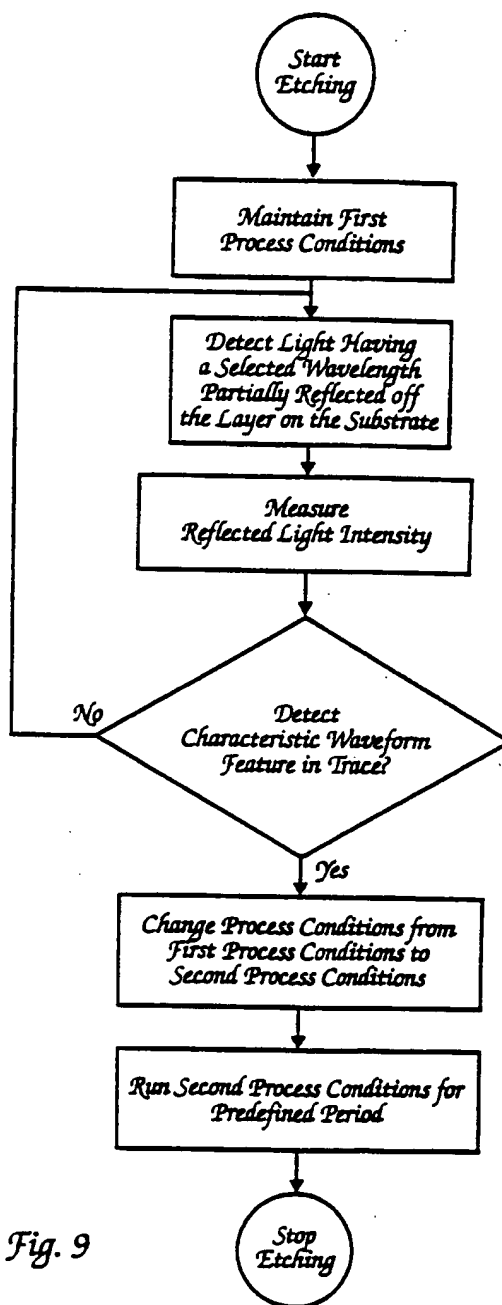 Start
Etching
Maintain First
Process Conditions
Detect Light Having
a Selected Wavelength
Partially Reflected off
the Layer on the Substrate
Measure
Reflected Light Intensity
No
Detect
Characteristic Waveform
Feature in Trace?
Yes
Change Process Conditions from
First Process Conditions to
Second Process Conditions
Run Second Process Conditions for
Predefined Period
Stop
Etching
Fig. 9